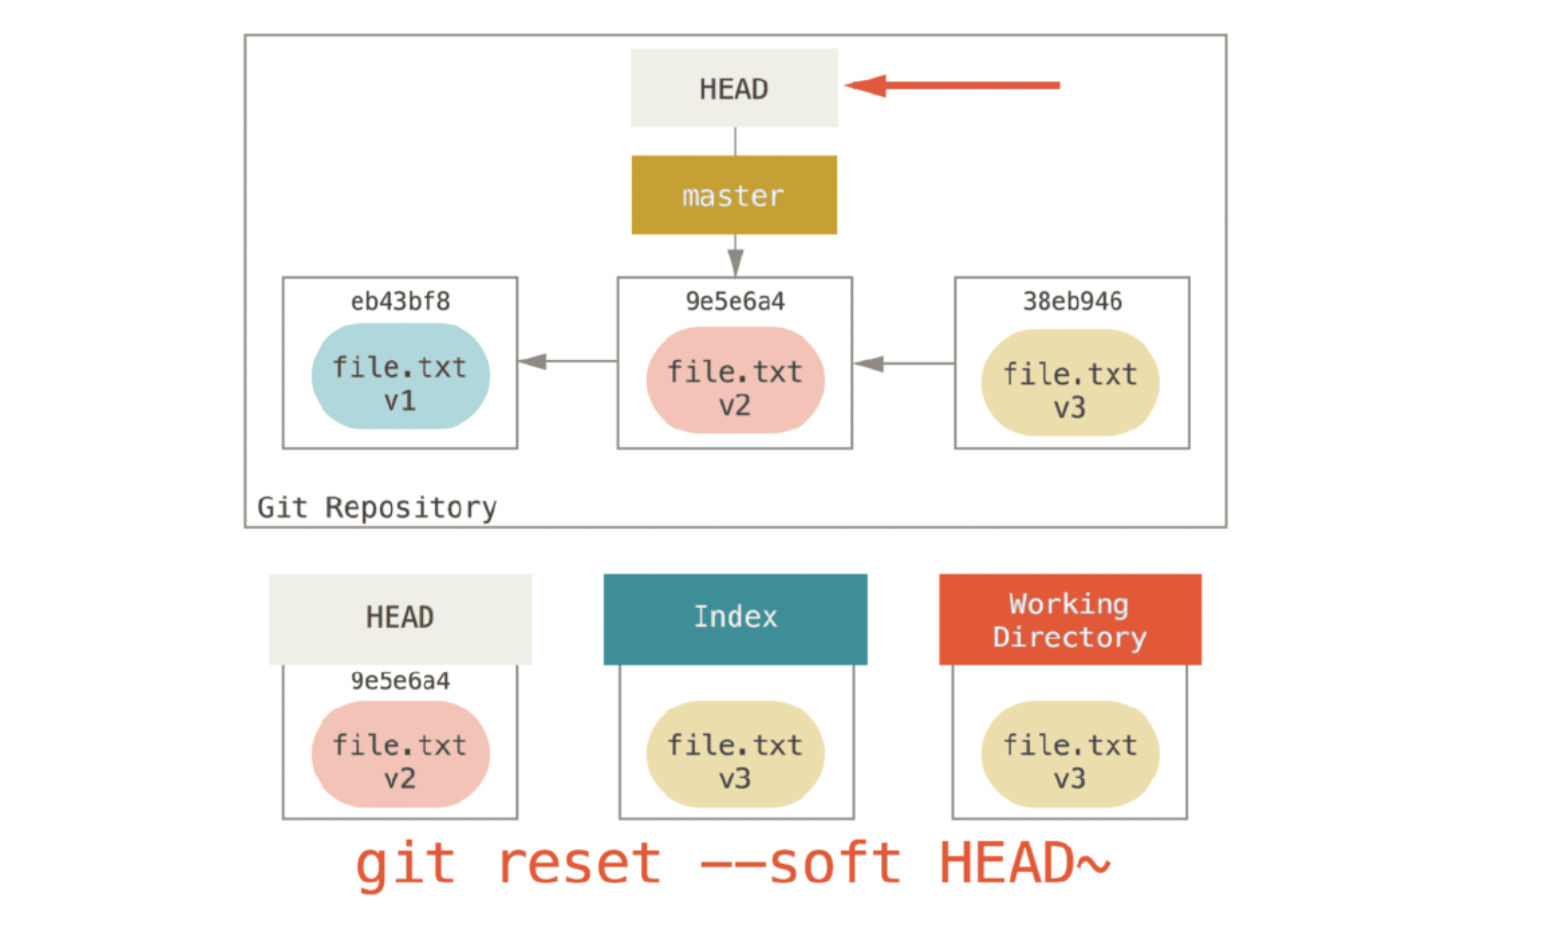 HEAD
master
eb43bf8
file.txt
v1
9e5e6a4
file.txt
v2
38eb946
file.txt
v3
Git Repository
HEAD
9e5e6a4
file.txt
v2
Index
file.txt
v3
Working
Directory
file.txt
v3
git reset --soft HEAD~